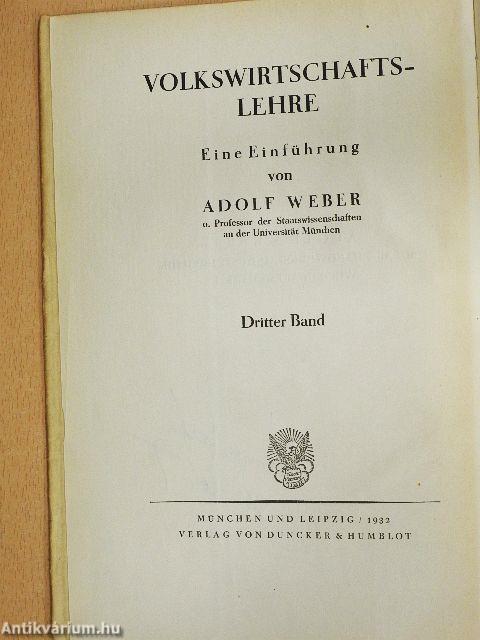 VOLKSWIRTSCHAFTS-
LEHRE
Eine Einführung
von
ADOLF WEBER
o. Professor der Staatswissenschaften
an der Universität München
Dritter Band
MÜNCHEN UND LEIPZIG / 1932
VERLAG VON DUNCKER & HUMBLOT
Antikvárium.hu